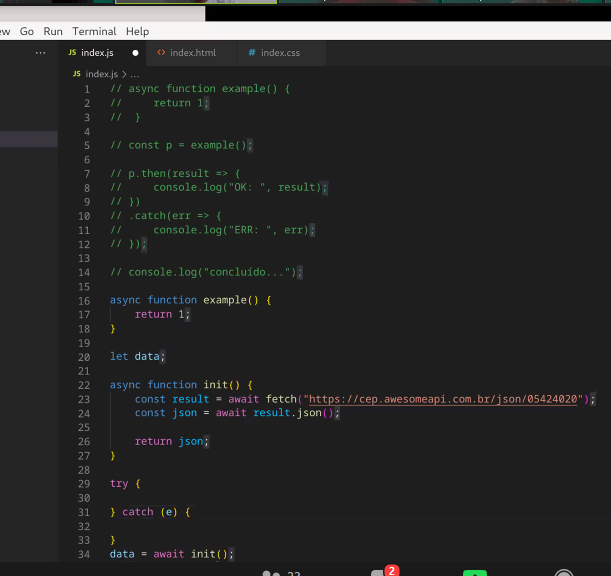 ew Go Run Terminal Help
... JS index.js ● <> index.html # index.css
JS index.js > ...
1 // async function example() {
2 //     return 1;
3 //  }
4
5 // const p = example();
6
7 // p.then(result => {
8 //     console.log("OK: ", result);
9 // })
10 // .catch(err => {
11 //     console.log("ERR: ", err);
12 // });
13
14 // console.log("concluído...");
15
16 async function example() {
17     return 1;
18 }
19
20 let data;
21
22 async function init() {
23     const result = await fetch("https://cep.awesomeapi.com.br/json/05424020");
24     const json = await result.json();
25
26     return json;
27 }
28
29 try {
30
31 } catch (e) {
32
33 }
34 data = await init();
2